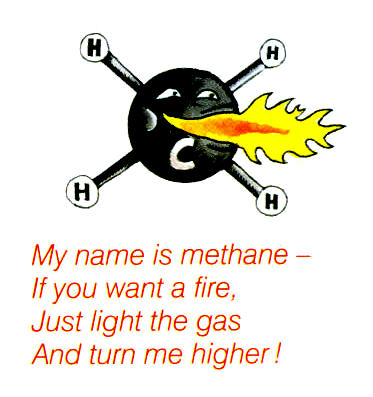 H H
C
H H
My name is methane –
If you want a fire,
Just light the gas
And turn me higher !